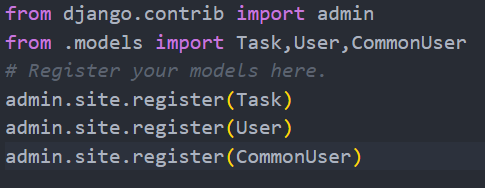 from django.contrib import admin
from .models import Task,User,CommonUser
# Register your models here.
admin.site.register(Task)
admin.site.register(User)
admin.site.register(CommonUser)